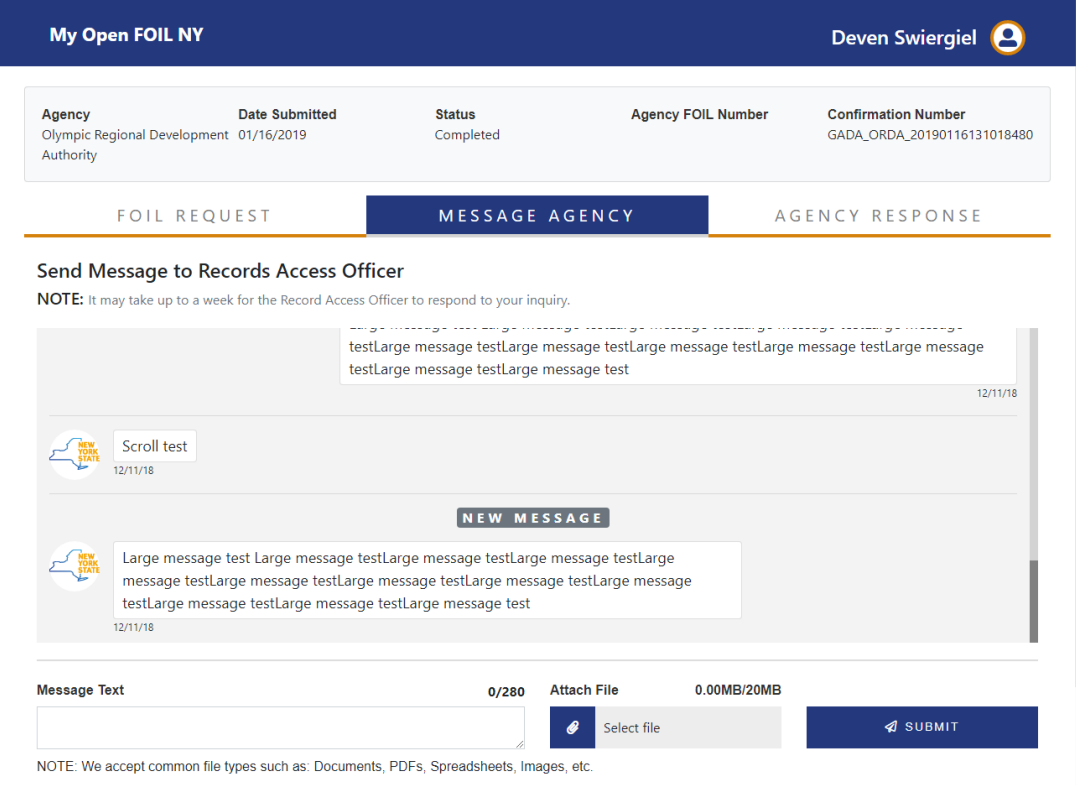 My Open FOIL NY
Deven Swiergiel
Agency
Date Submitted
Status
Agency FOIL Number
Confirmation Number
Olympic Regional Development
01/16/2019
Completed
GADA_ORDA_20190116131018480
Authority
FOIL REQUEST
MESSAGE AGENCY
AGENCY RESPONSE
Send Message to Records Access Officer
NOTE: It may take up to a week for the Record Access Officer to respond to your inquiry.
testLarge message testLarge message testLarge message testLarge message testLarge message
testLarge message testLarge message test
12/11/18
NEW
YORK
STATE
Scroll test
12/11/18
NEW MESSAGE
NEW
YORK
STATE
Large message test Large message testLarge message testLarge message testLarge
message testLarge message testLarge message testLarge message testLarge message
testLarge message testLarge message testLarge message test
12/11/18
Message Text
0/280
Attach File
0.00MB/20MB
Select file
SUBMIT
NOTE: We accept common file types such as: Documents, PDFs, Spreadsheets, Images, etc.